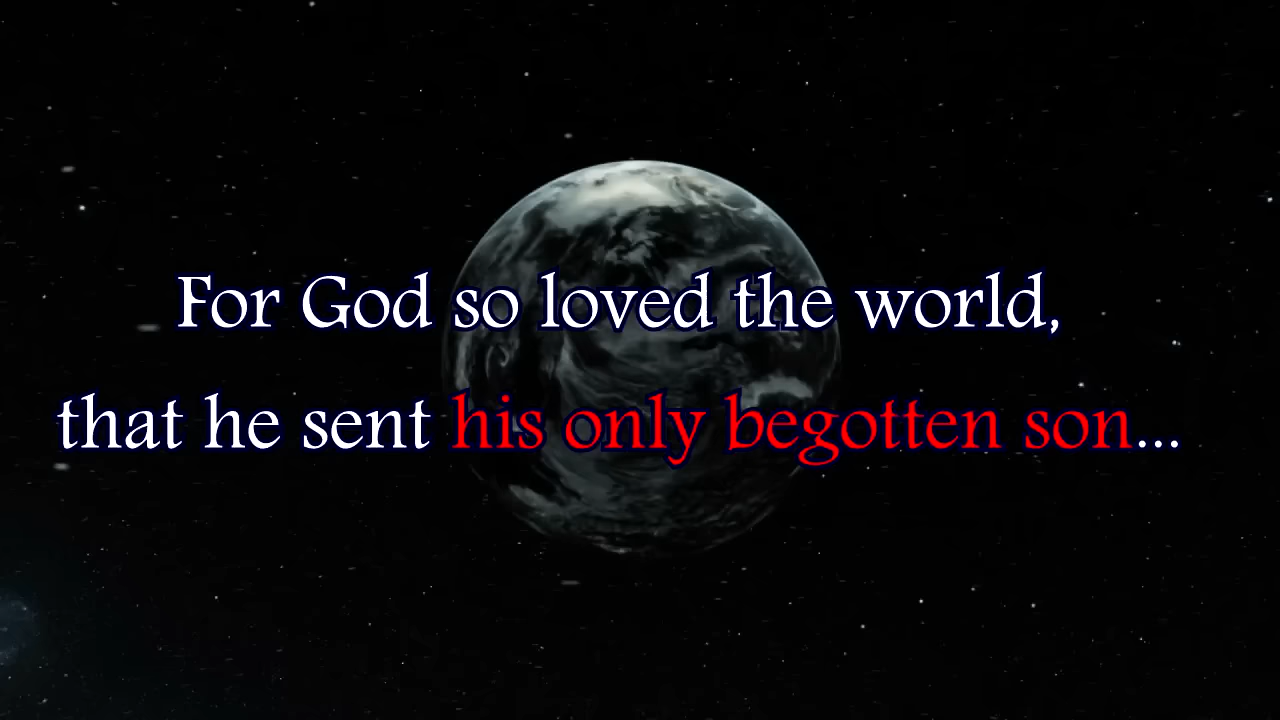 For God so loved the world,
that he sent his only begotten son...